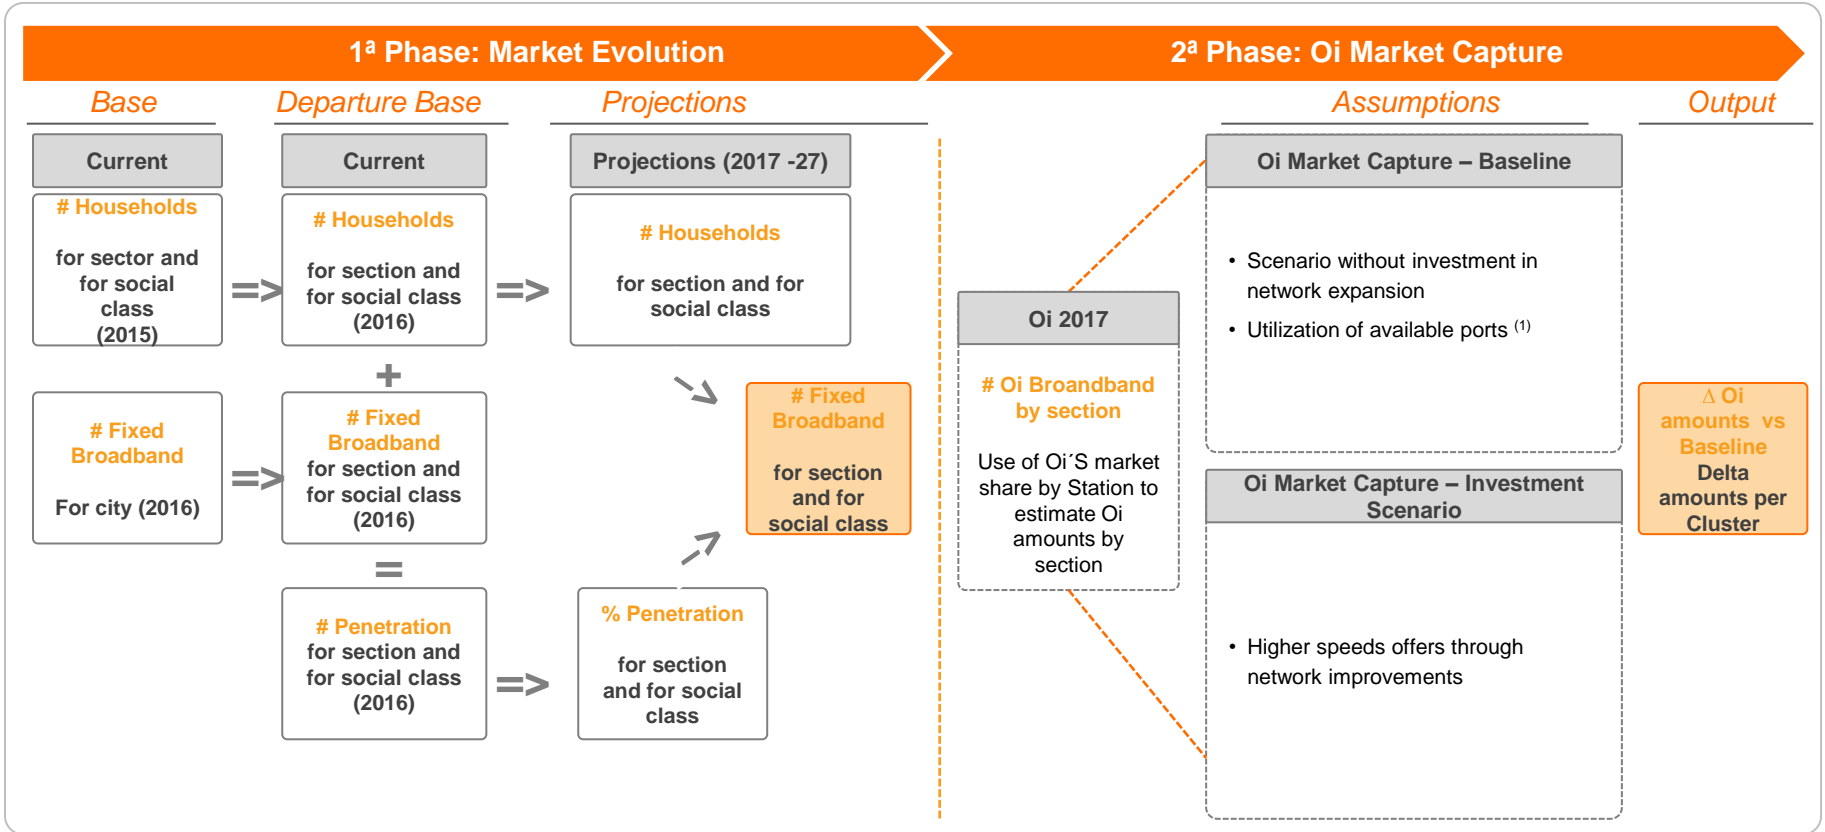 1ª Phase: Market Evolution
2ª Phase: Oi Market Capture
Base
Departure Base
Projections
Assumptions
Output
Current
# Households
for sector and
for social
class
(2015)
=>
# Fixed
Broadband
For city (2016)
=>
Current
# Households
for section and
for social class
(2016)
=>
+
# Fixed
Broadband
for section and
for social class
(2016)
=
# Penetration
for section and
for social class
(2016)
=>
Projections (2017 -27)
# Households
for section and for
social class
-->
# Fixed
Broadband
for section
and for
social class
-->
% Penetration
for section
and for social
class
Oi 2017
# Oi Broandband
by section
Use of Oi´S market
share by Station to
estimate Oi
amounts by
section
Oi Market Capture – Baseline
• Scenario without investment in
network expansion
• Utilization of available ports (1)
Oi Market Capture – Investment
Scenario
• Higher speeds offers through
network improvements
Δ Oi
amounts vs
Baseline
Delta
amounts per
Cluster